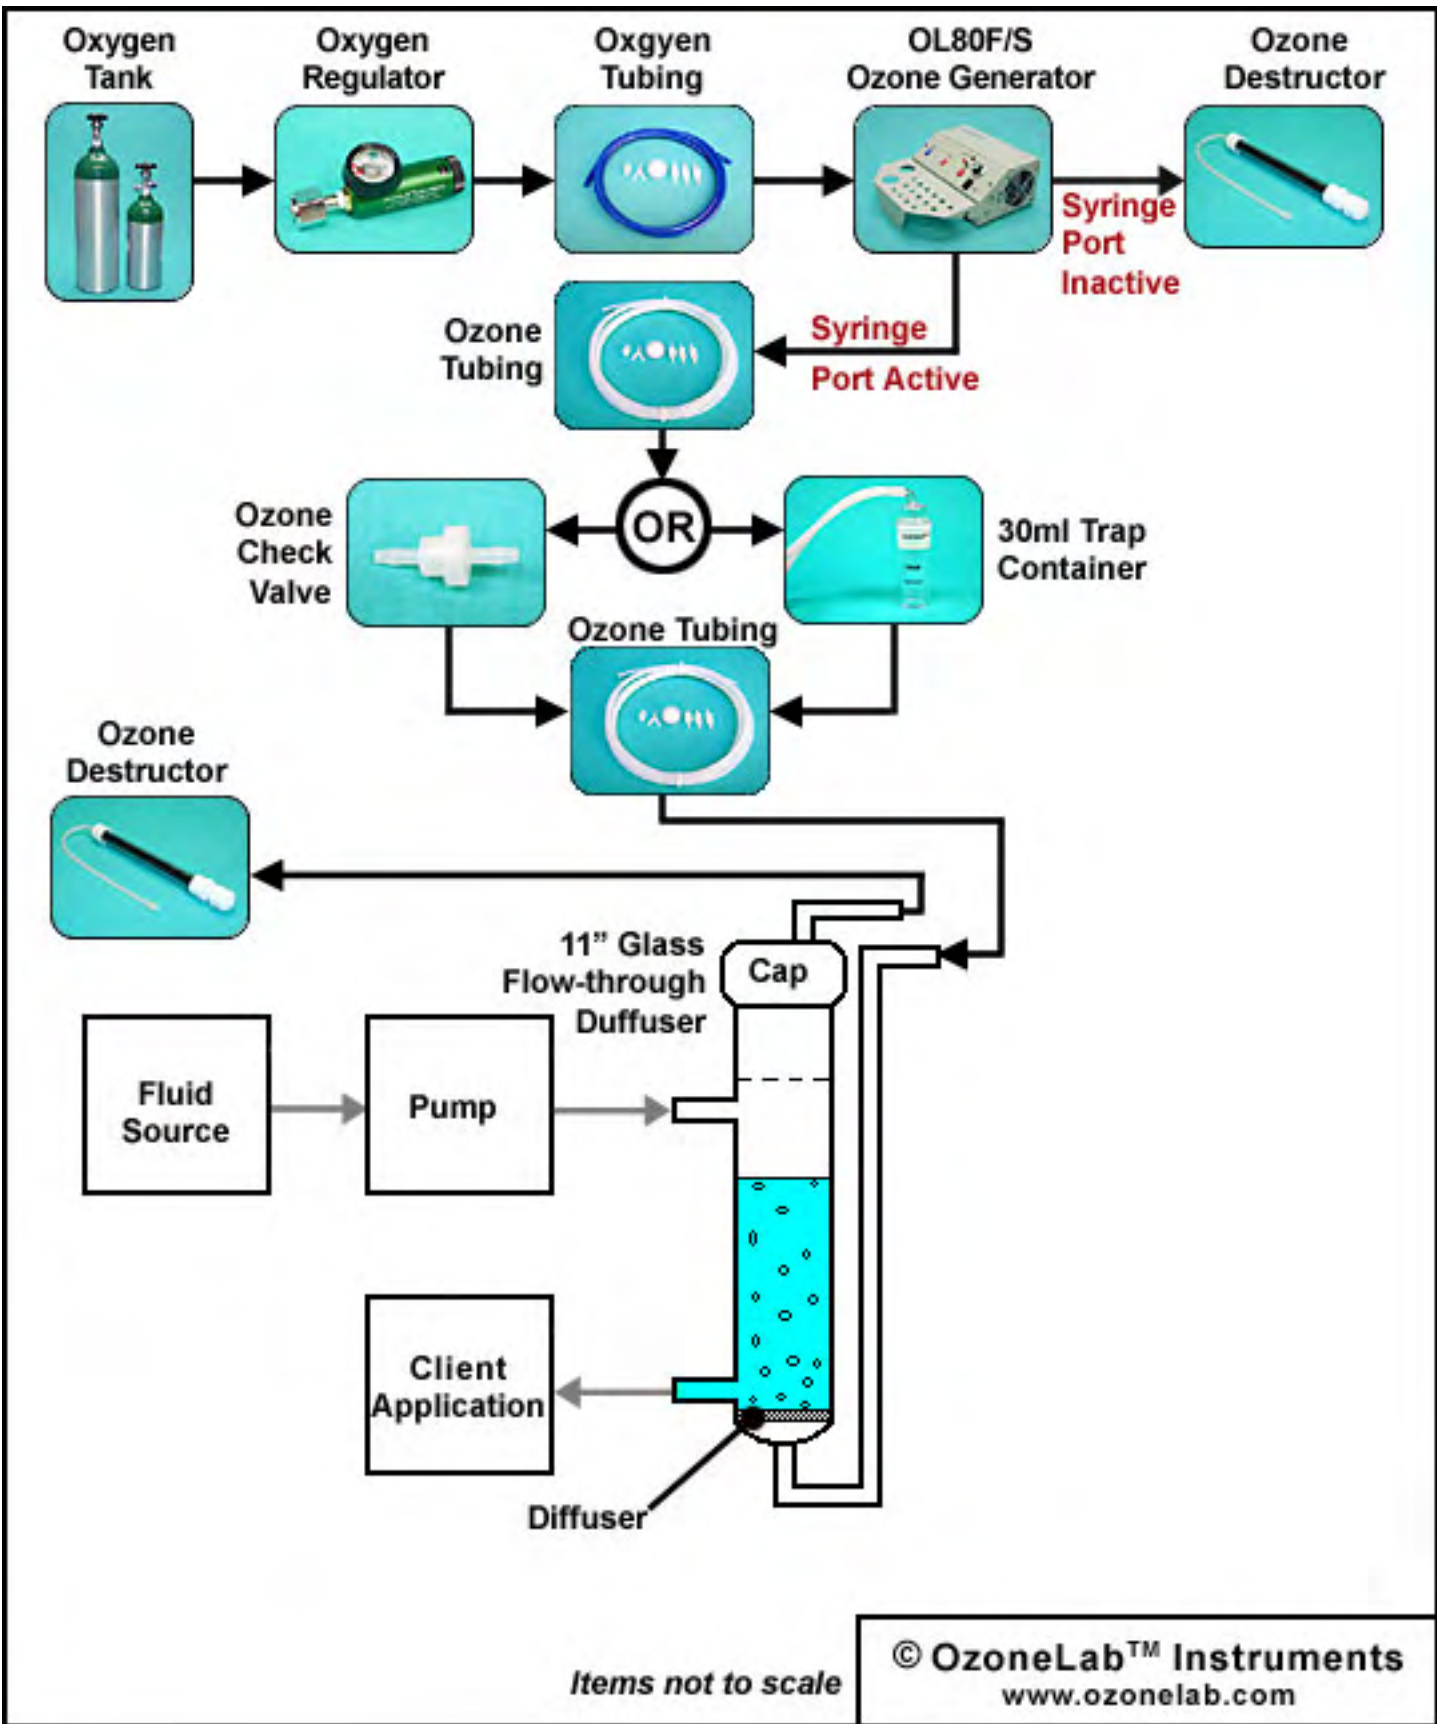 Oxygen
Tank
Oxygen
Regulator
Oxgyen
Tubing
OL80F/S
Ozone Generator
Ozone
Destructor
Syringe
Port
Inactive
Ozone
Tubing
Syringe
Port Active
Ozone
Check
Valve
OR
30ml Trap
Container
Ozone Tubing
Ozone
Destructor
11” Glass
Flow-through
Duffuser
Cap
Fluid
Source
Pump
Client
Application
Diffuser
Items not to scale
© OzoneLab™ Instruments
www.ozonelab.com